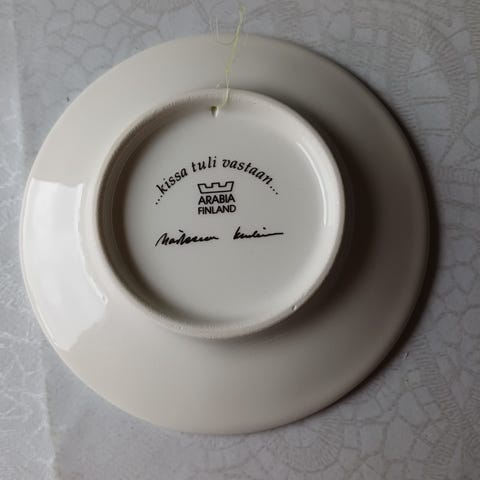 ...kissa tuli vastaan...
ARABIA
FINLAND